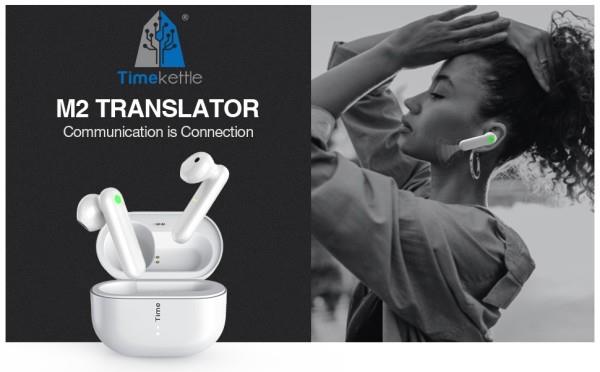 ®
Timekettle
M2 TRANSLATOR
Communication is Connection
Time